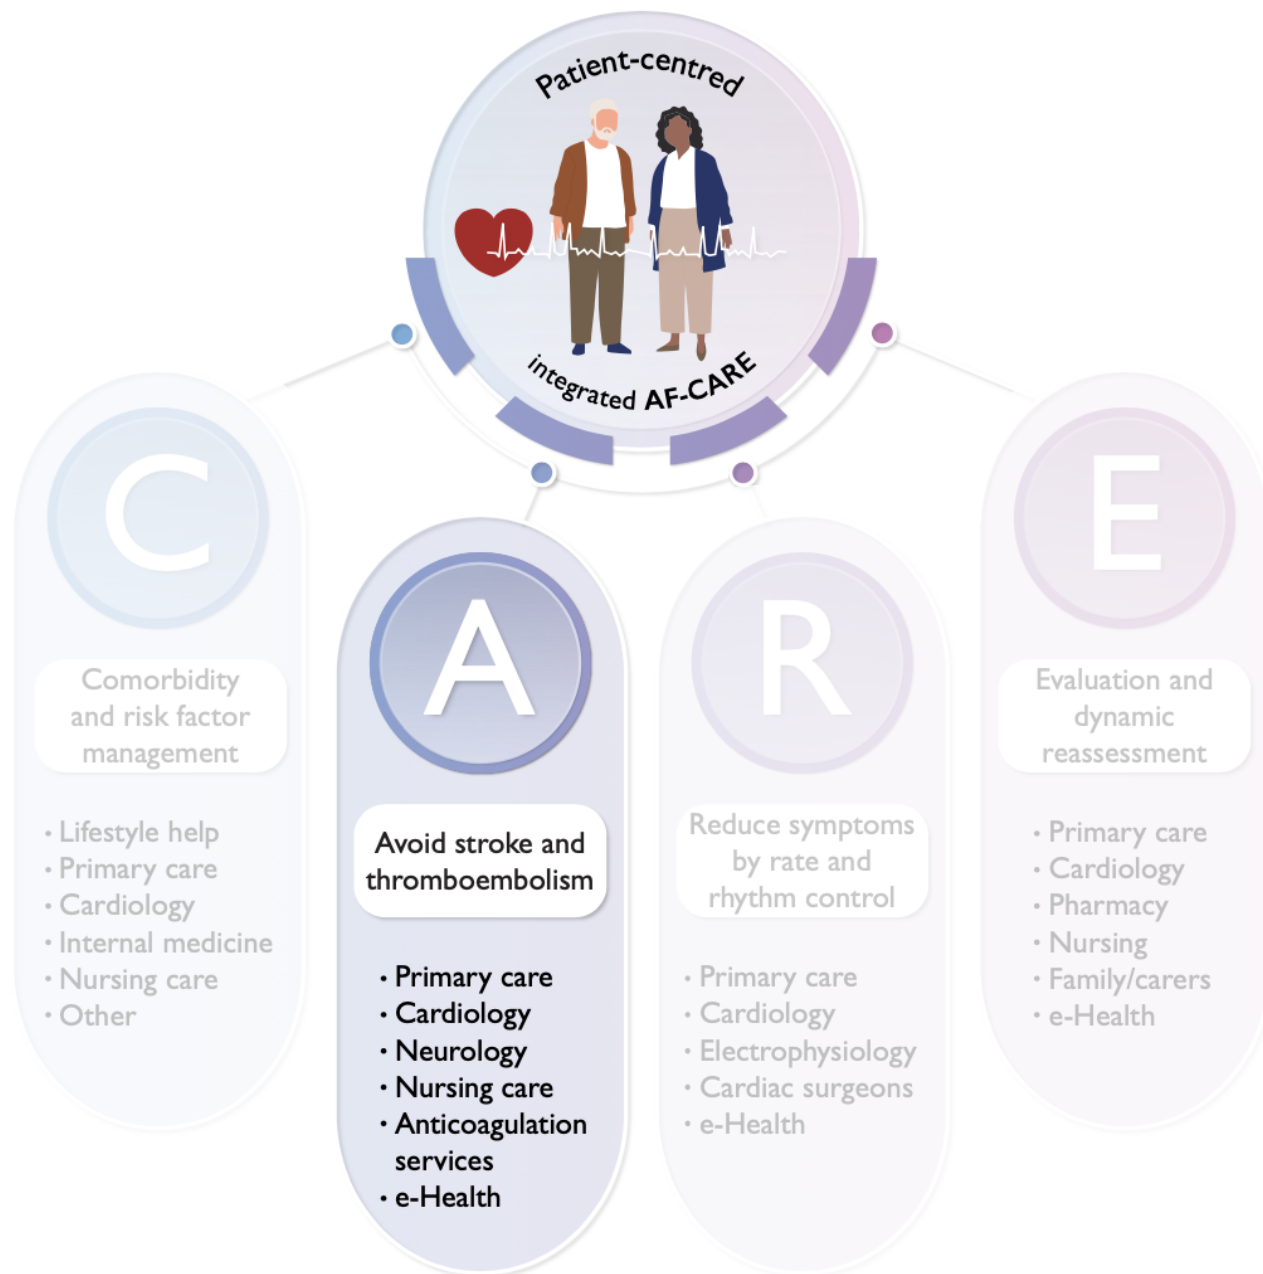 Patient-centred
integrated AF-CARE
C
Comorbidity
and risk factor
management
· Lifestyle help
· Primary care
· Cardiology
· Internal medicine
· Nursing care
· Other
A
Avoid stroke and
thromboembolism
· Primary care
· Cardiology
· Neurology
· Nursing care
· Anticoagulation
services
· e-Health
R
Reduce symptoms
by rate and
rhythm control
· Primary care
· Cardiology
· Electrophysiology
· Cardiac surgeons
· e-Health
E
Evaluation and
dynamic
reassessment
· Primary care
· Cardiology
· Pharmacy
· Nursing
· Family/carers
· e-Health